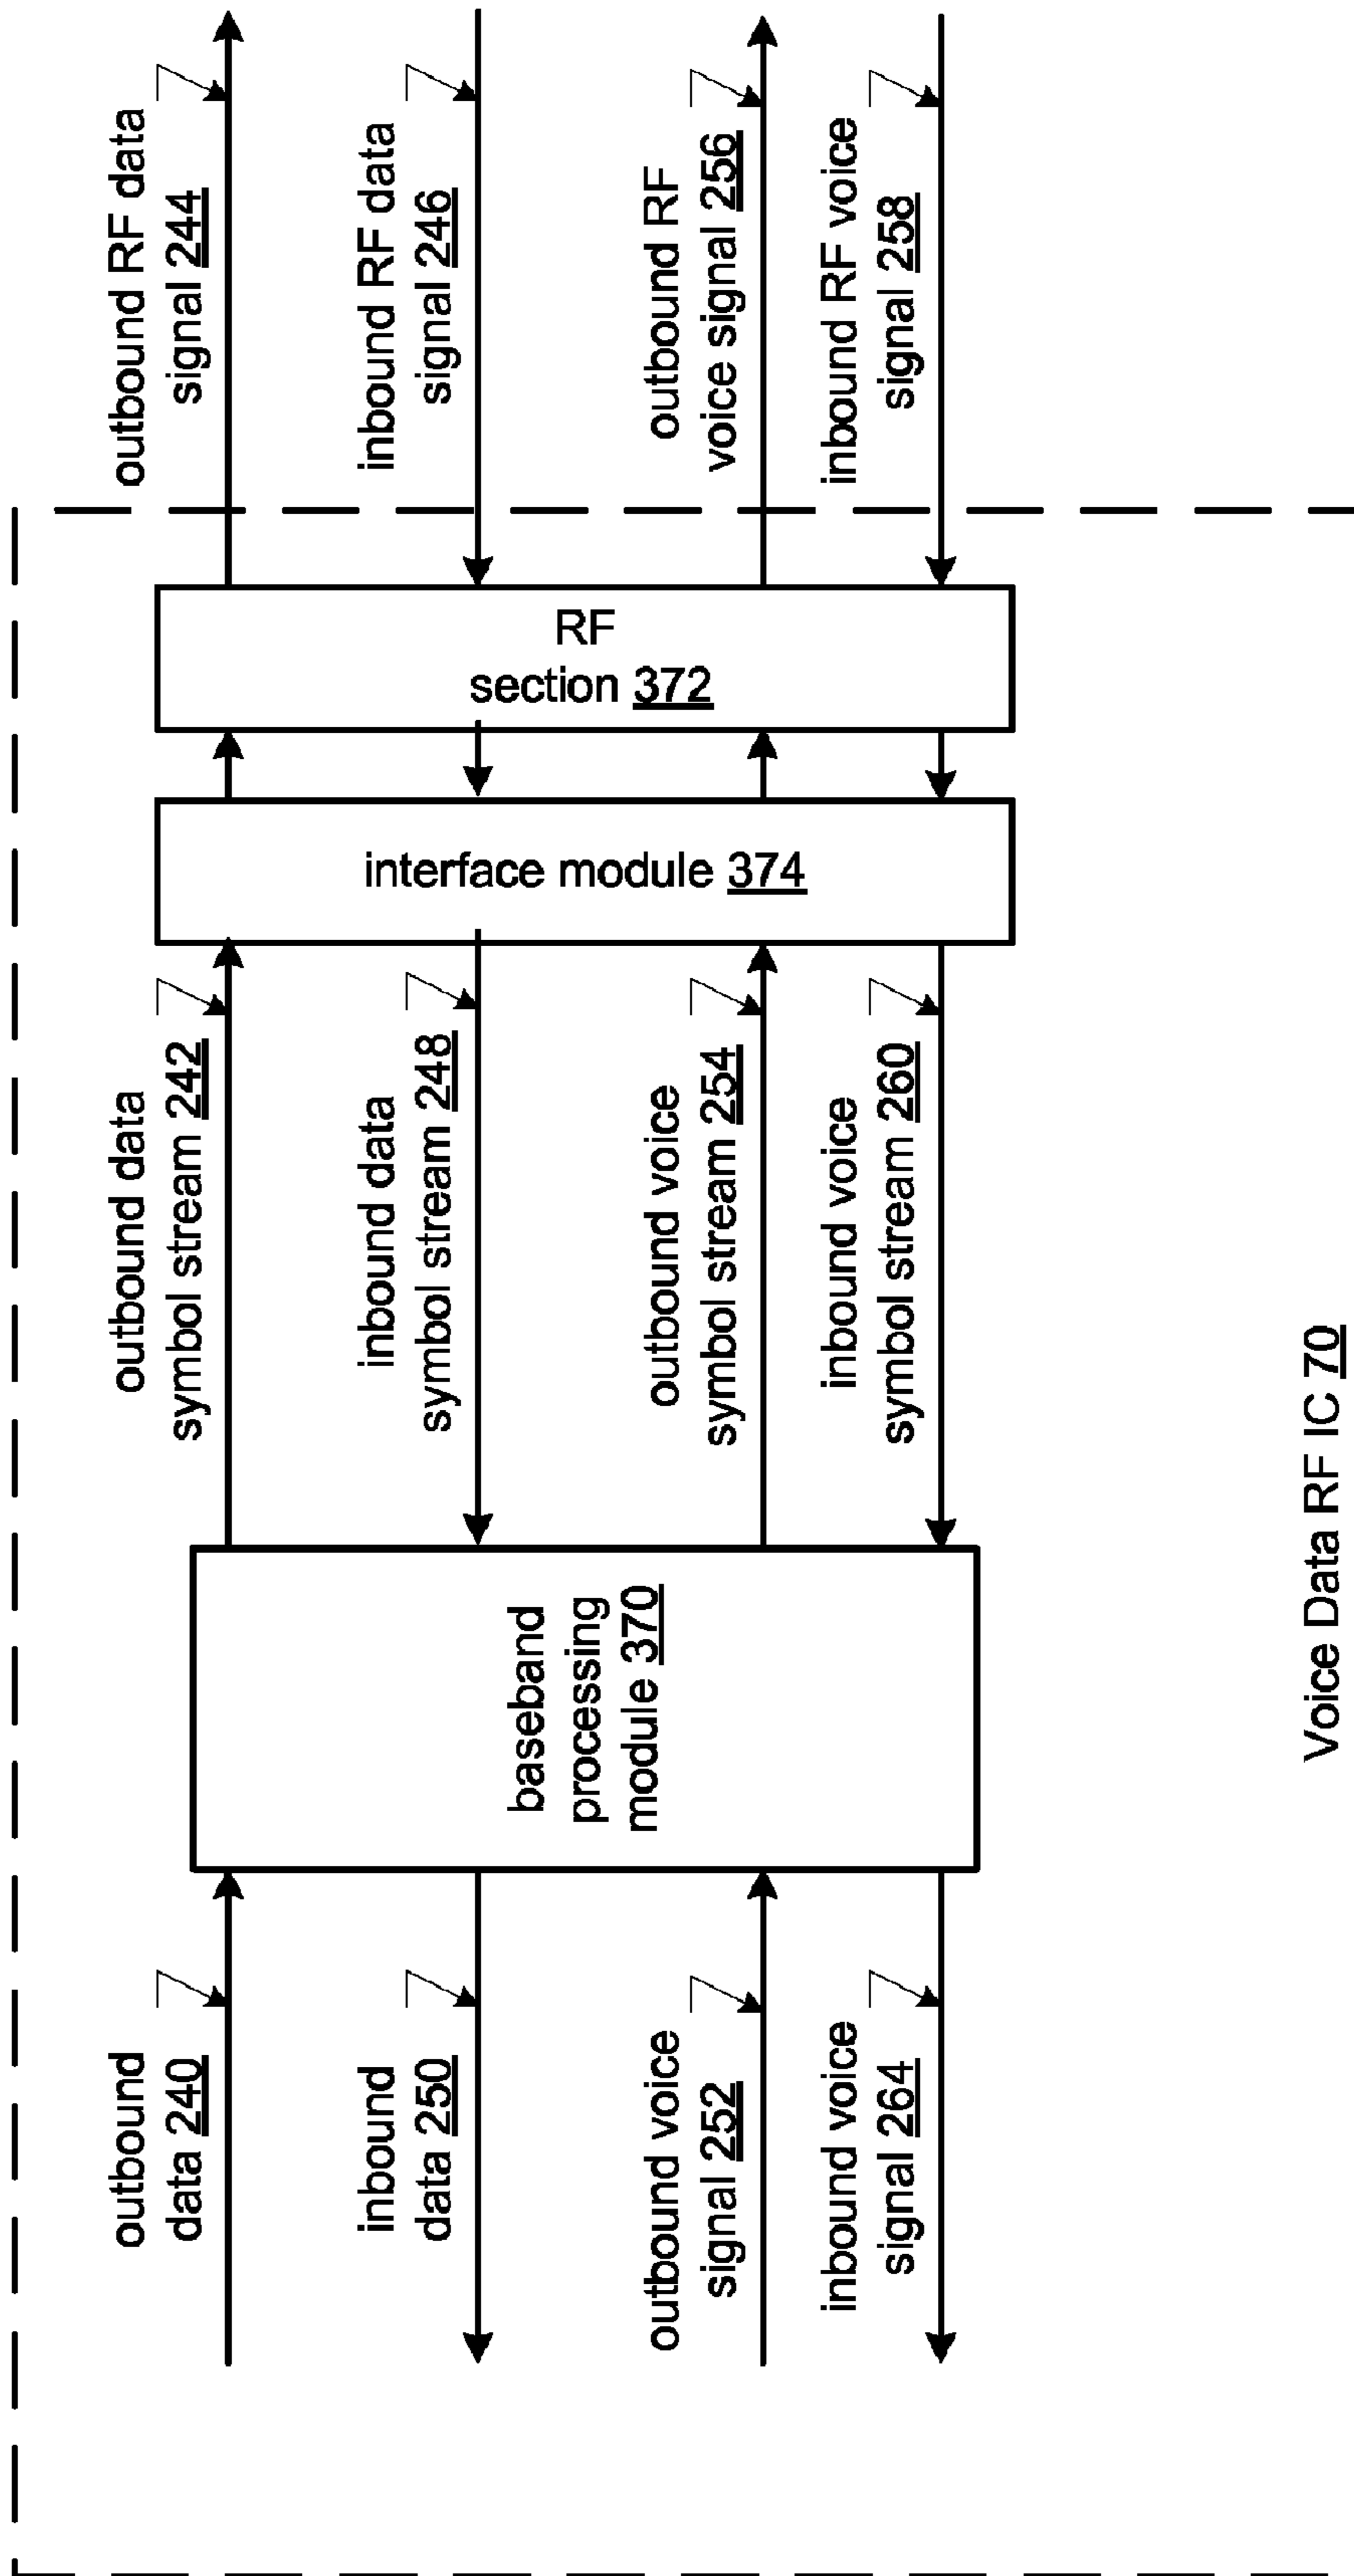 outbound RF data
signal 244
inbound RF data
signal 246
outbound RF
voice signal 256
inbound RF voice
signal 258
RF
section 372
interface module 374
outbound data
symbol stream 242
inbound data
symbol stream 248
outbound voice
symbol stream 254
inbound voice
symbol stream 260
baseband
processing
module 370
outbound
data 240
inbound
data 250
outbound voice
signal 252
inbound voice
signal 264
Voice Data RF IC 70